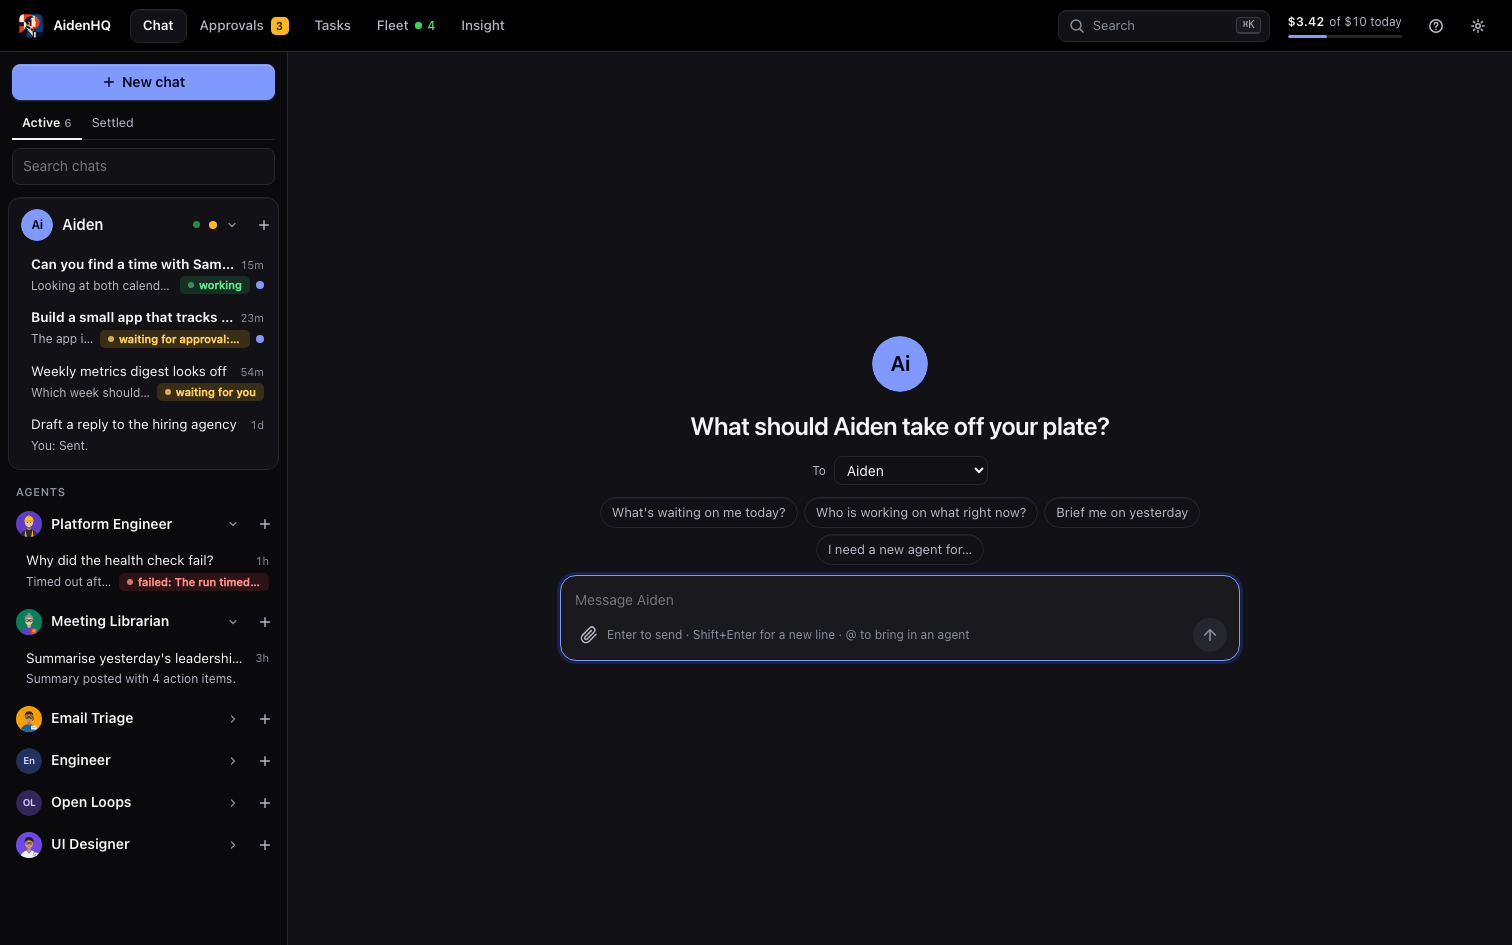 AidenHQ
Chat
Approvals 3
Tasks
Fleet 4
Insight
Search ⌘K
$3.42 of $10 today
+ New chat
Active 6
Settled
Search chats
Ai
Aiden
Can you find a time with Sam... 15m
Looking at both calend... working
Build a small app that tracks ... 23m
The app i... waiting for approval:...
Weekly metrics digest looks off 54m
Which week should... waiting for you
Draft a reply to the hiring agency 1d
You: Sent.
AGENTS
Platform Engineer
Why did the health check fail? 1h
Timed out aft... failed: The run timed...
Meeting Librarian
Summarise yesterday's leadershi... 3h
Summary posted with 4 action items.
Email Triage
En Engineer
OL Open Loops
UI Designer
Ai
What should Aiden take off your plate?
To Aiden
What's waiting on me today?
Who is working on what right now?
Brief me on yesterday
I need a new agent for...
Message Aiden
Enter to send · Shift+Enter for a new line · @ to bring in an agent